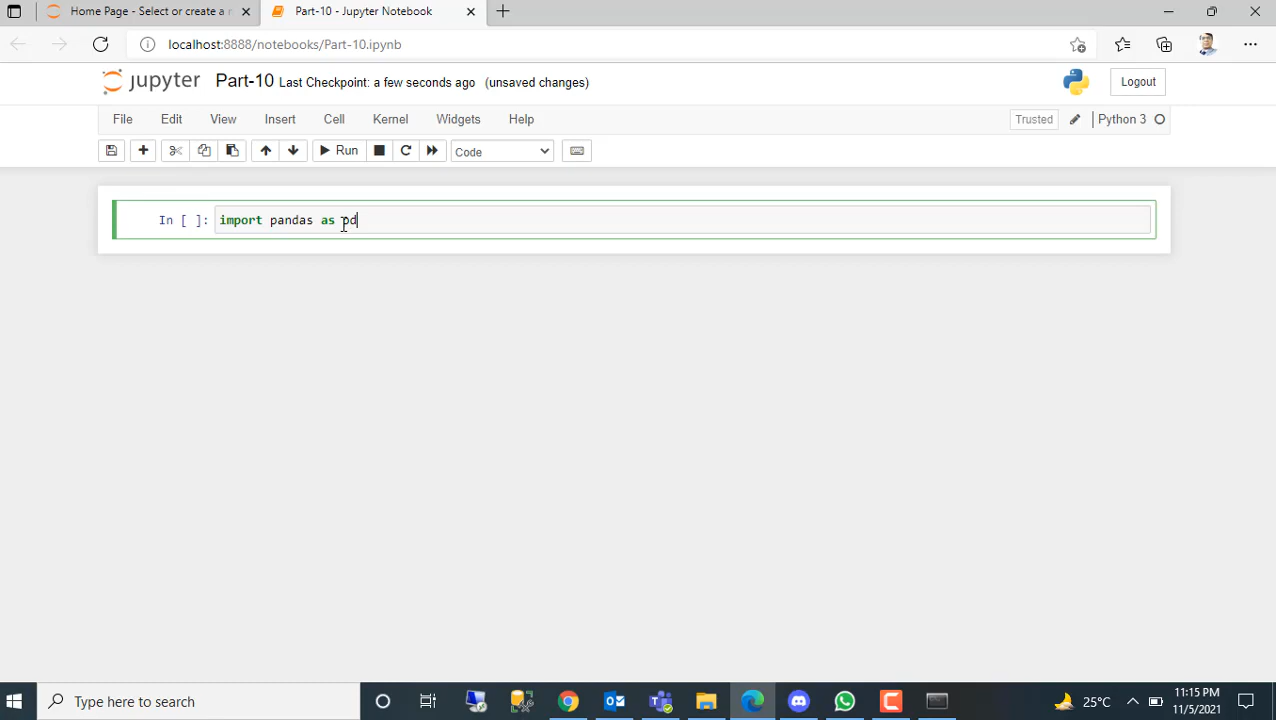 Home Page - Select or create a n
Part-10 - Jupyter Notebook
localhost:8888/notebooks/Part-10.ipynb
jupyter Part-10 Last Checkpoint: a few seconds ago (unsaved changes)
Logout
File Edit View Insert Cell Kernel Widgets Help
Trusted Python 3
Run Code
In [ ]: import pandas as pd
Type here to search
25°C
11:15 PM
11/5/2021